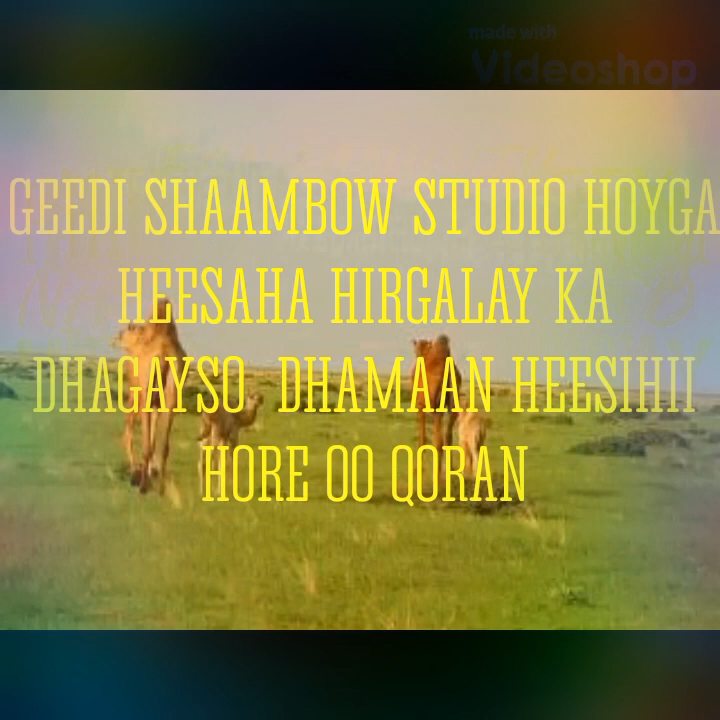 made with
Videoshop
GEEDI SHAAMBOW STUDIO HOYGA
HEESAHA HIRGALAY KA
DHAGAYSO DHAMAAN HEESIHII
HORE OO QORAN